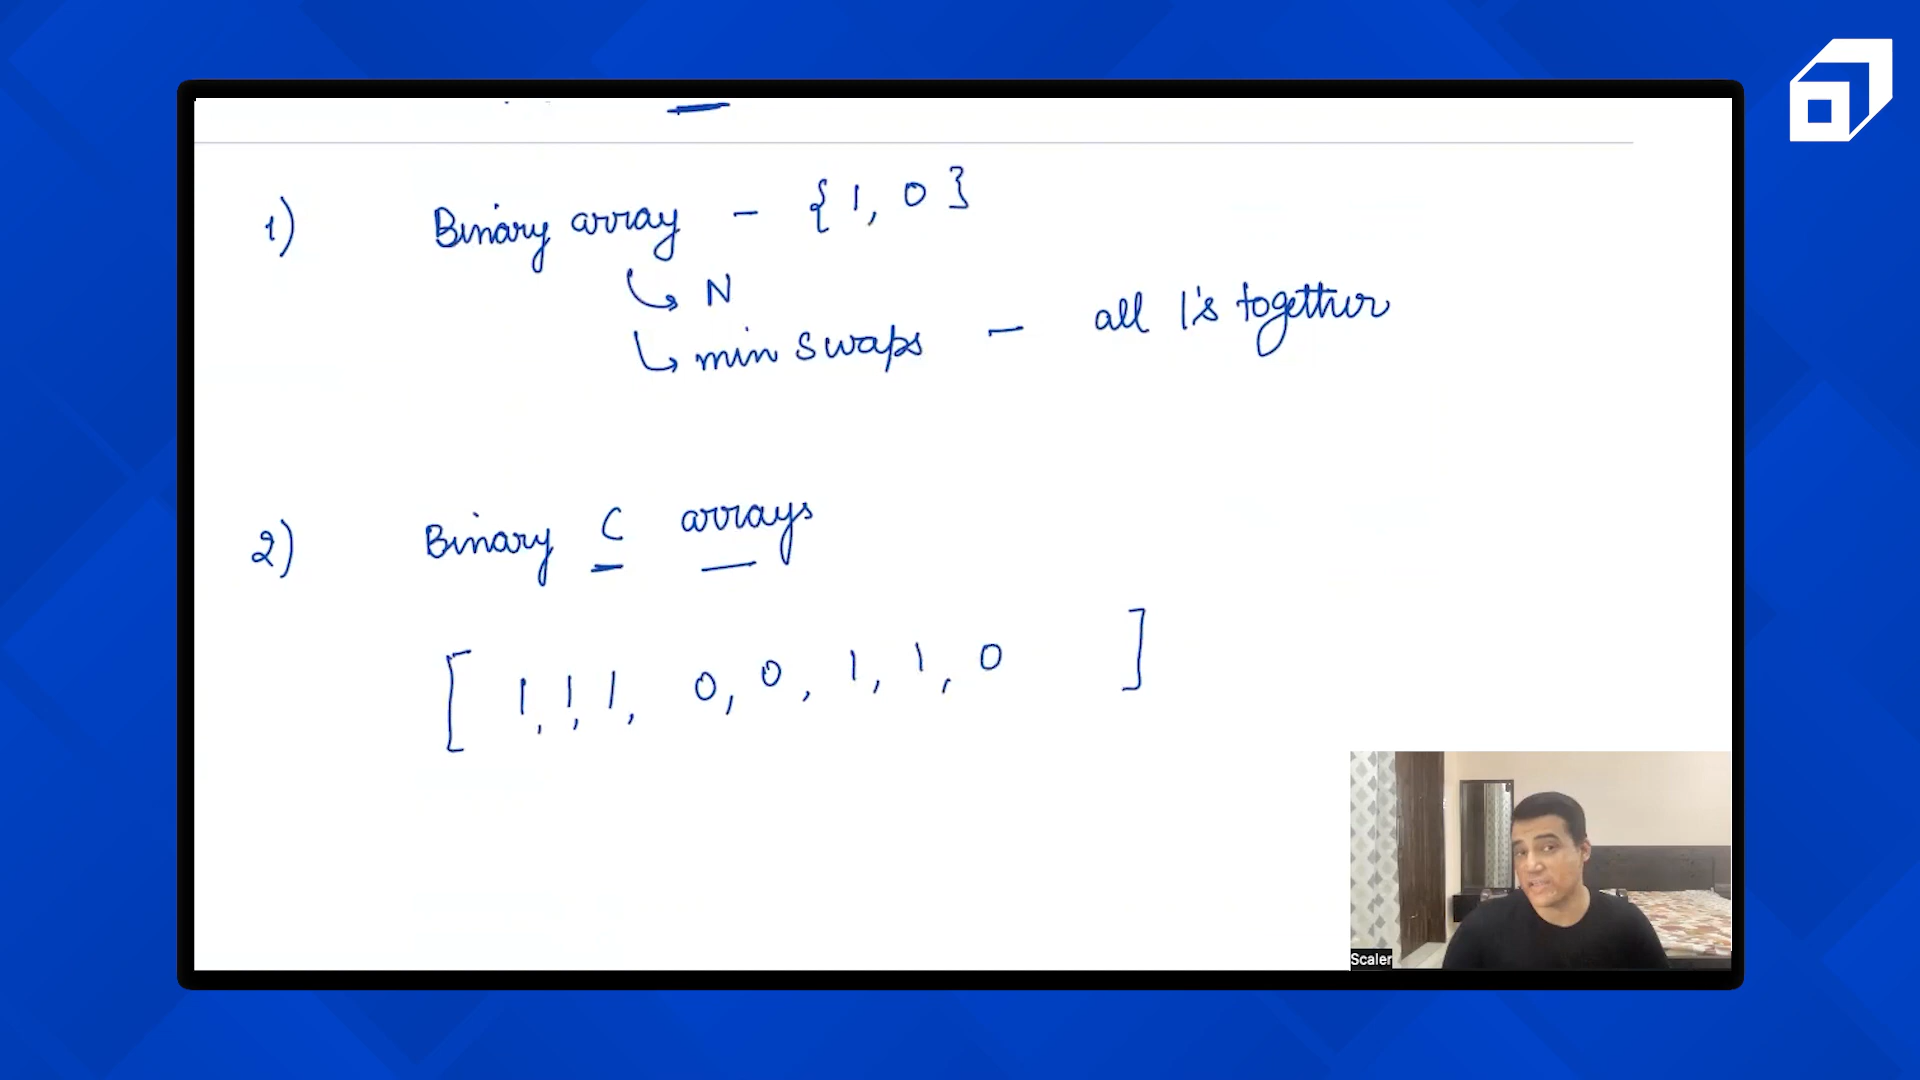 1) Binary array - {1, 0}
↳ N
↳ min swaps - all 1's together
2) Binary C arrays
[ 1, 1, 1, 0, 0, 1, 1, 0 ]
Scaler